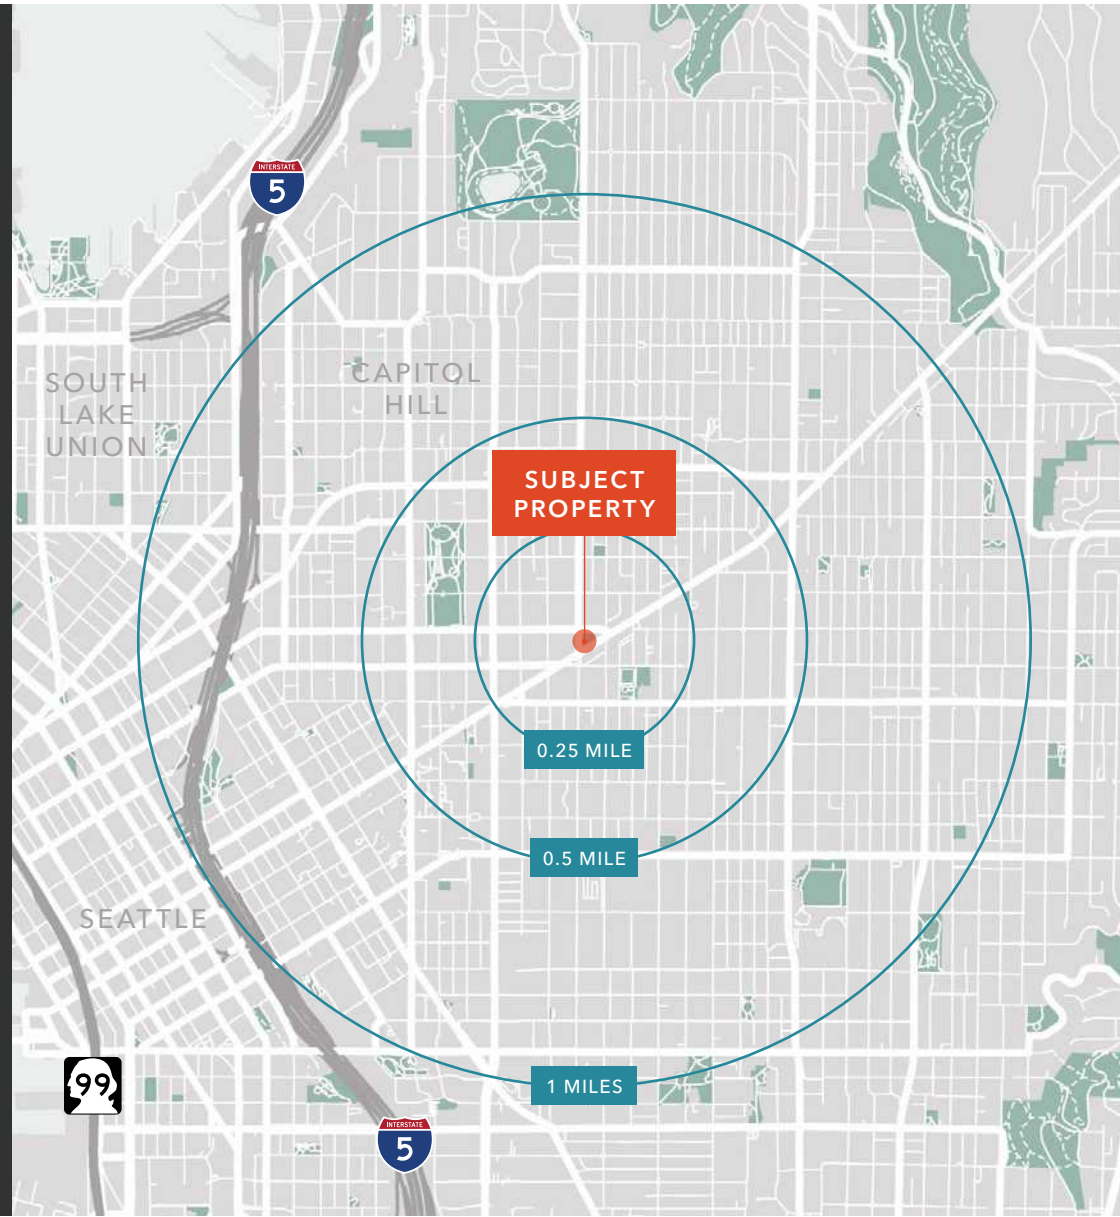 INTERSTATE
5
SOUTH
LAKE
UNION
CAPITOL
HILL
SUBJECT
PROPERTY
0.25 MILE
0.5 MILE
SEATTLE
99
1 MILES
INTERSTATE
5